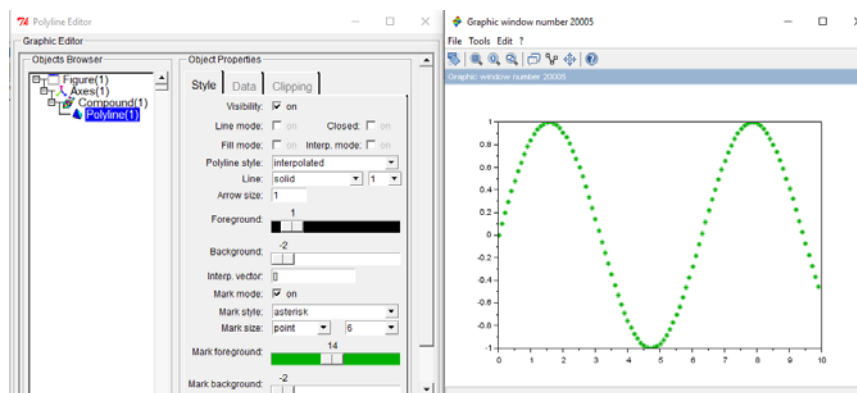 Polyline Editor
Graphic Editor
Objects Browser
Figure(1)
Axes(1)
Compound(1)
Polyline(1)
Object Properties
Style Data Clipping
Visibility: on
Line mode: on Closed: on
Fill mode: on Interp. mode: on
Polyline style: interpolated
Line: solid 1
Arrow size: 1
1
Foreground:
-2
Background:
Interp. vector: []
Mark mode: on
Mark style: asterisk
Mark size: point 6
14
Mark foreground:
-2
Mark background:
Graphic window number 20005
File Tools Edit ?
Graphic window number 20005
1
0.8
0.6
0.4
0.2
0
-0.2
-0.4
-0.6
-0.8
-1
0 1 2 3 4 5 6 7 8 9 10